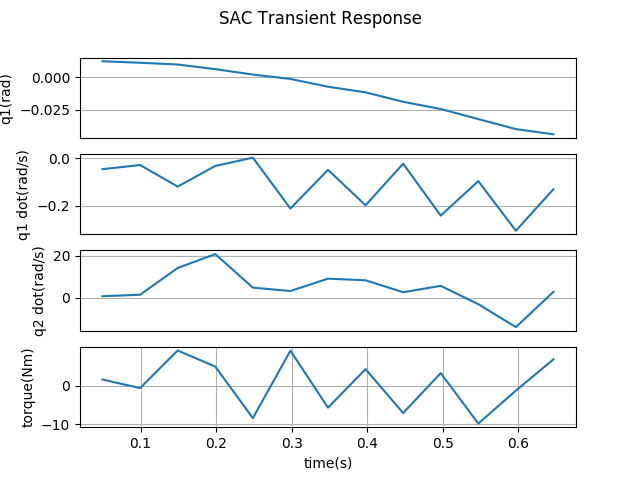 SAC Transient Response
0.000
−0.025
q1(rad)
0.0
−0.2
q1 dot(rad/s)
20
0
q2 dot(rad/s)
0
−10
torque(Nm)
0.1 0.2 0.3 0.4 0.5 0.6
time(s)